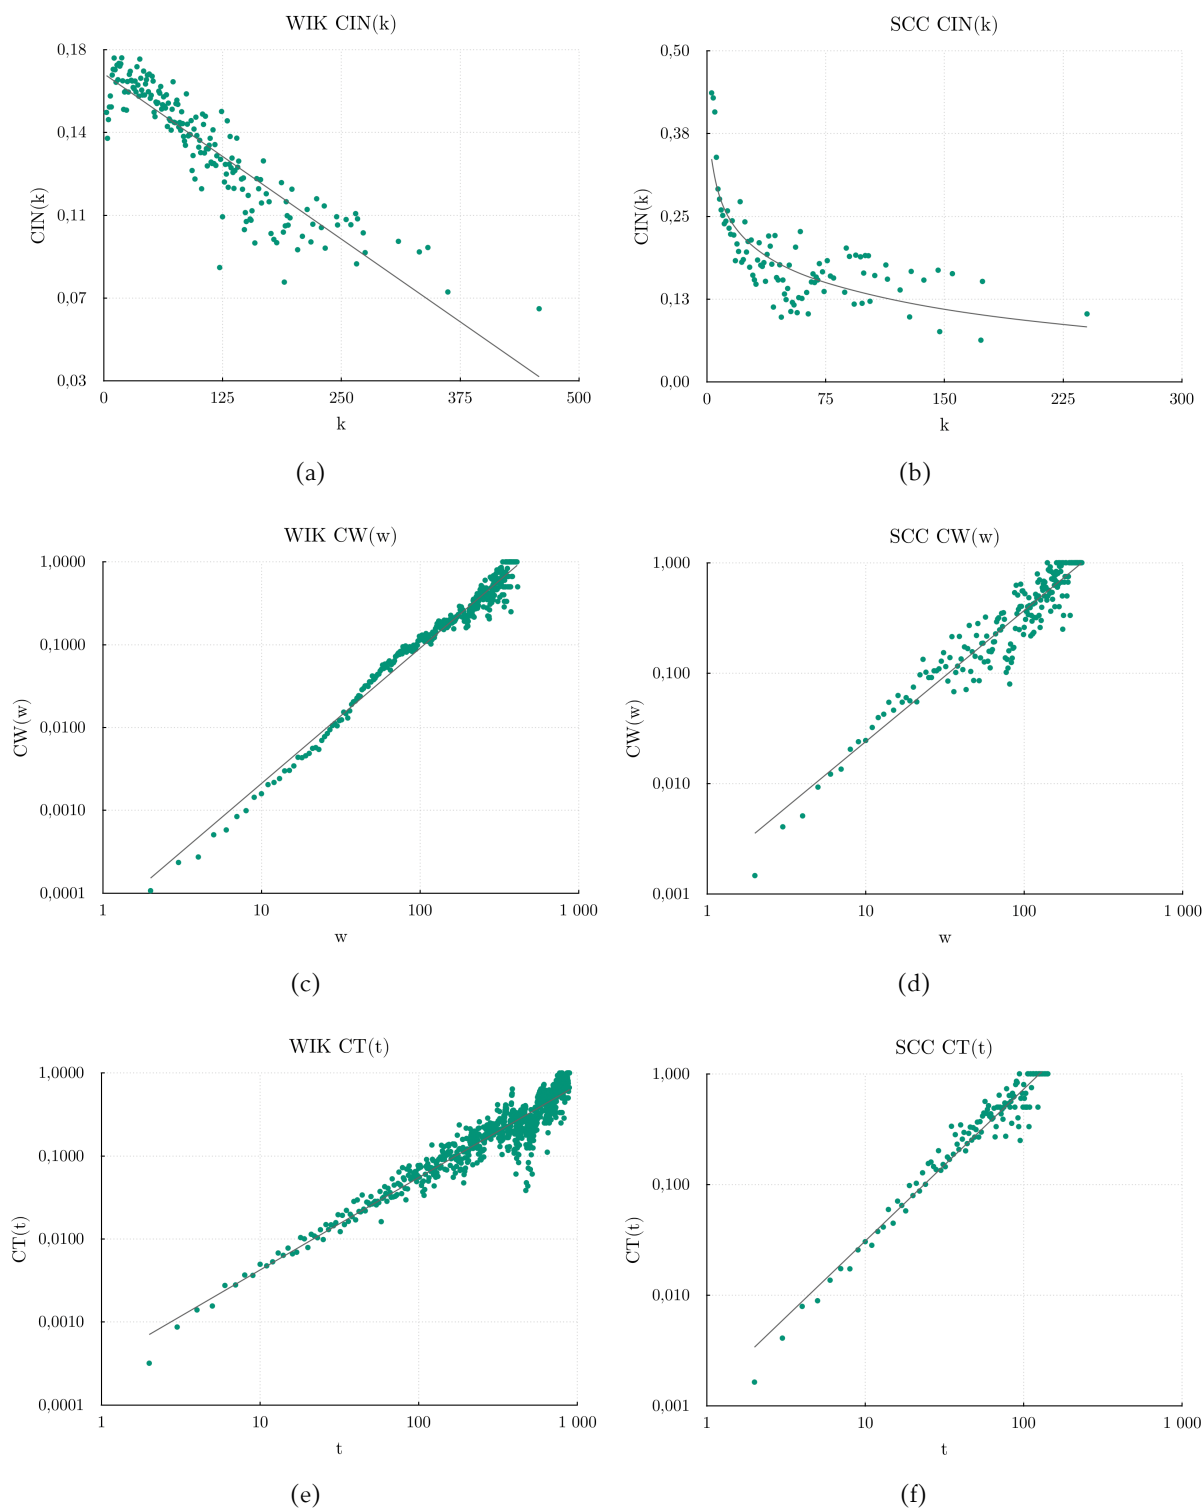 WIK CIN(k)
0,18
0,14
0,11
0,07
0,03
CIN(k)
0
125
250
375
500
k
(a)
SCC CIN(k)
0,50
0,38
0,25
0,13
0,00
CIN(k)
0
75
150
225
300
k
(b)
WIK CW(w)
1,0000
0,1000
0,0100
0,0010
0,0001
CW(w)
1
10
100
1 000
w
(c)
SCC CW(w)
1,000
0,100
0,010
0,001
CW(w)
1
10
100
1 000
w
(d)
WIK CT(t)
1,0000
0,1000
0,0100
0,0010
0,0001
CT(t)
1
10
100
1 000
t
(e)
SCC CT(t)
1,000
0,100
0,010
0,001
CT(t)
1
10
100
1 000
t
(f)